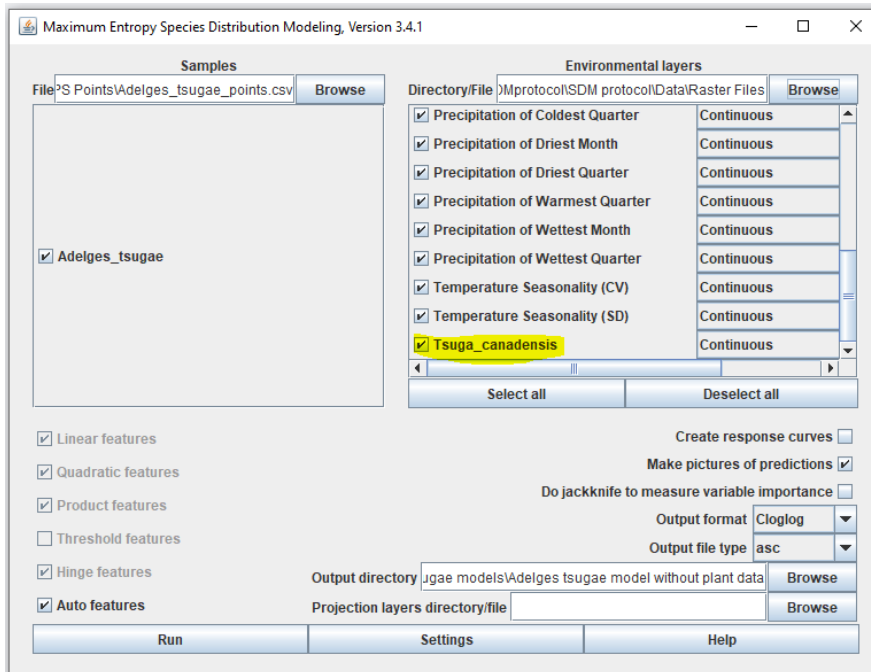 Maximum Entropy Species Distribution Modeling, Version 3.4.1
Samples
File PS Points\Adelges_tsugae_points.csv Browse
Adelges_tsugae
Environmental layers
Directory/File Mprotocol\SDM protocol\Data\Raster Files Browse
Precipitation of Coldest Quarter Continuous
Precipitation of Driest Month Continuous
Precipitation of Driest Quarter Continuous
Precipitation of Warmest Quarter Continuous
Precipitation of Wettest Month Continuous
Precipitation of Wettest Quarter Continuous
Temperature Seasonality (CV) Continuous
Temperature Seasonality (SD) Continuous
Tsuga_canadensis Continuous
Select all Deselect all
Linear features
Quadratic features
Product features
Threshold features
Hinge features
Auto features
Create response curves
Make pictures of predictions
Do jackknife to measure variable importance
Output format Cloglog
Output file type asc
Output directory ugae models\Adelges tsugae model without plant data Browse
Projection layers directory/file Browse
Run Settings Help